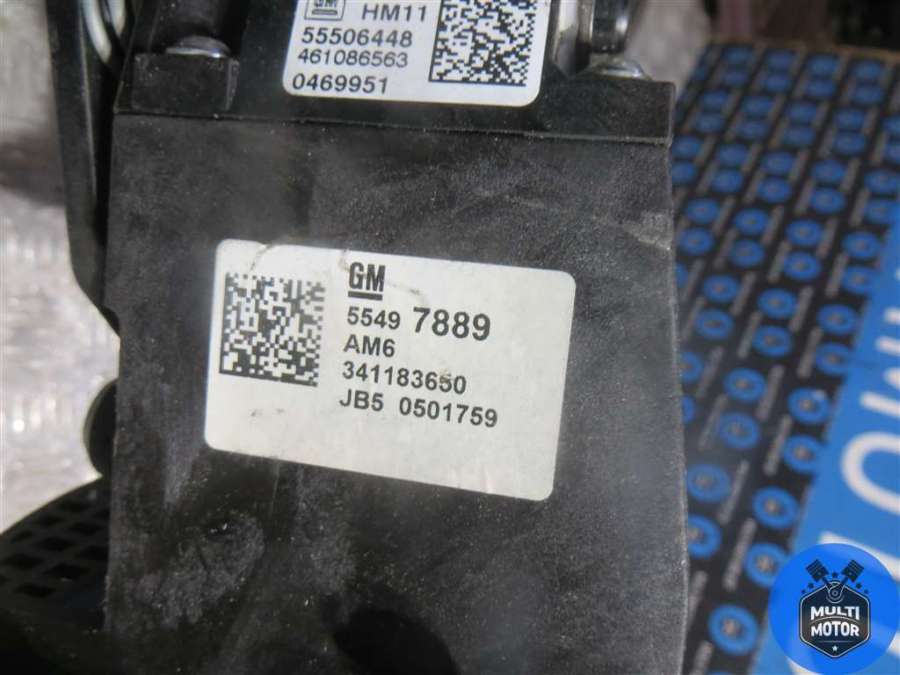 GM HM11
55506448
461086563
0469951
GM
5549 7889
AM6
341183650
JB5 0501759
MULTI
MOTOR